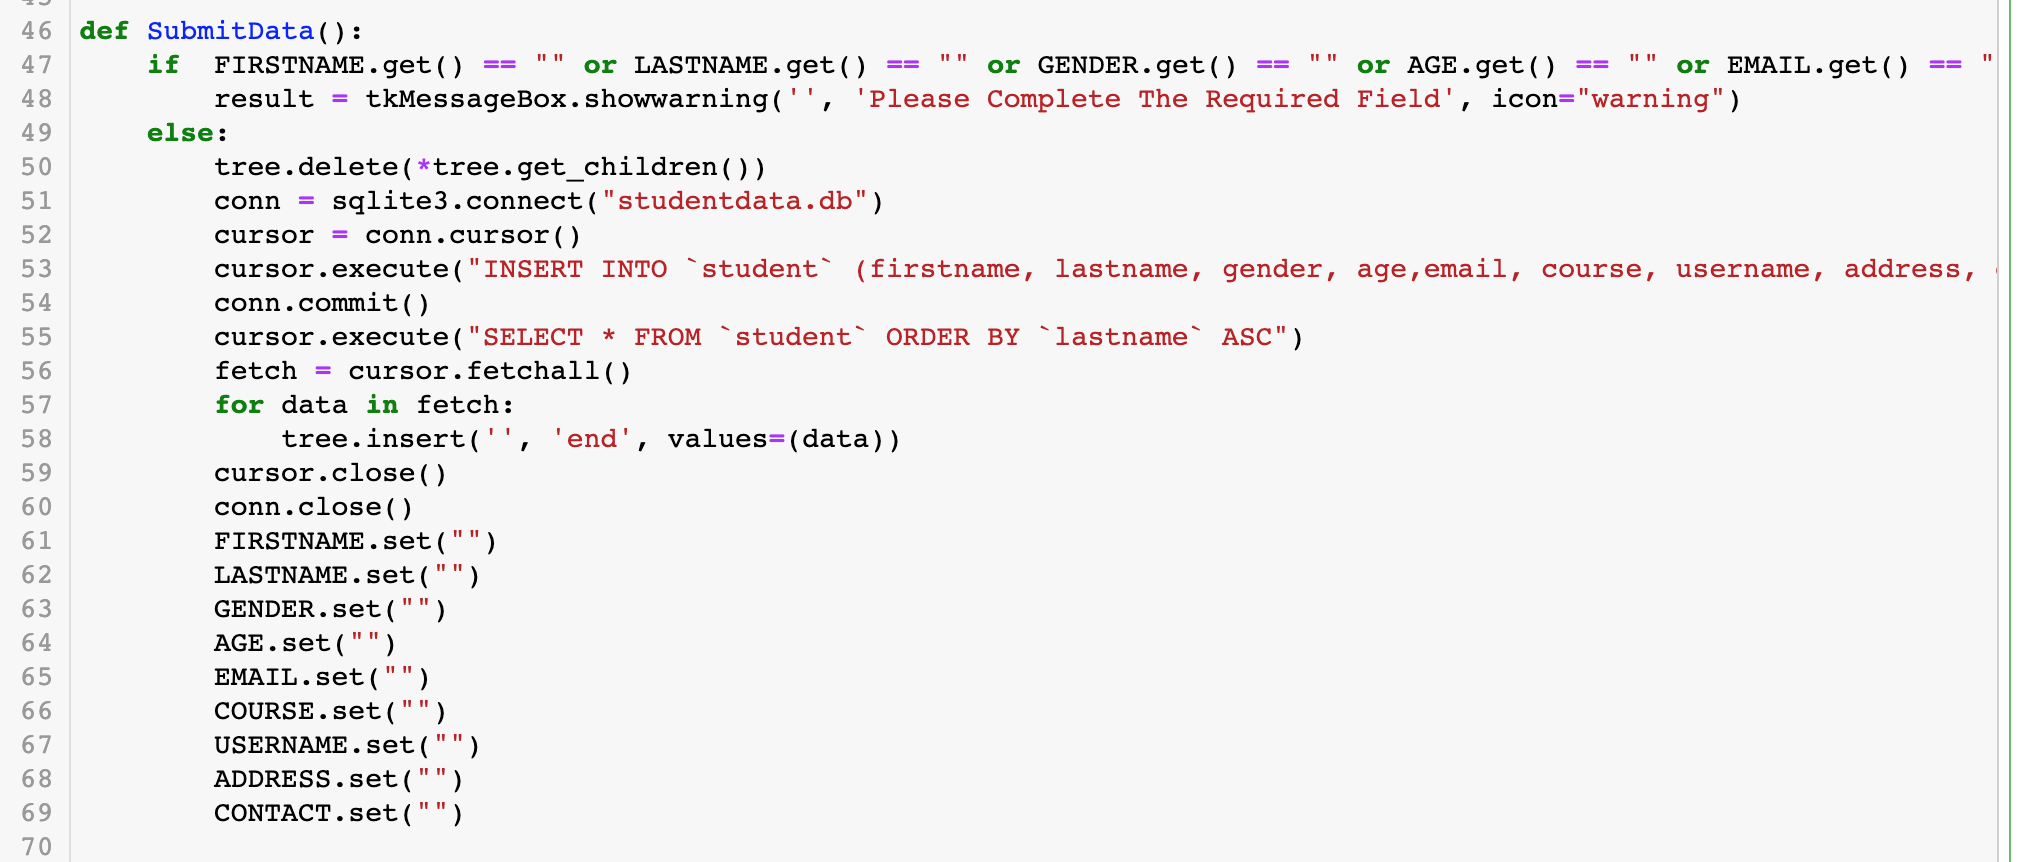 46 def SubmitData():
47     if  FIRSTNAME.get() == "" or LASTNAME.get() == "" or GENDER.get() == "" or AGE.get() == "" or EMAIL.get() == "
48         result = tkMessageBox.showwarning('', 'Please Complete The Required Field', icon="warning")
49     else:
50         tree.delete(*tree.get_children())
51         conn = sqlite3.connect("studentdata.db")
52         cursor = conn.cursor()
53         cursor.execute("INSERT INTO `student` (firstname, lastname, gender, age,email, course, username, address,
54         conn.commit()
55         cursor.execute("SELECT * FROM `student` ORDER BY `lastname` ASC")
56         fetch = cursor.fetchall()
57         for data in fetch:
58             tree.insert('', 'end', values=(data))
59         cursor.close()
60         conn.close()
61         FIRSTNAME.set("")
62         LASTNAME.set("")
63         GENDER.set("")
64         AGE.set("")
65         EMAIL.set("")
66         COURSE.set("")
67         USERNAME.set("")
68         ADDRESS.set("")
69         CONTACT.set("")
70